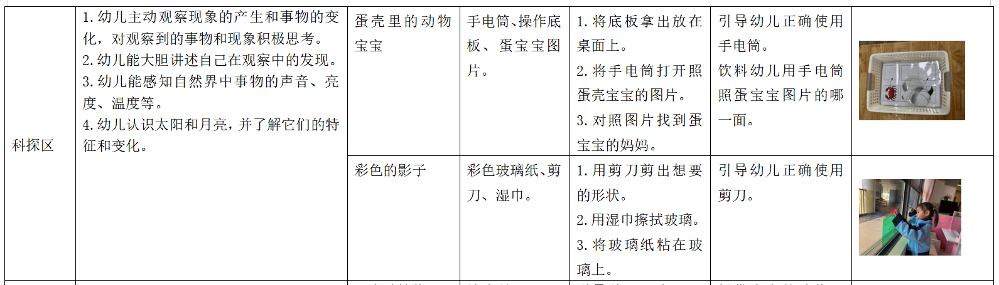 科探区
1.幼儿主动观察现象的产生和事物的变
化，对观察到的事物和现象积极思考。
2.幼儿能大胆讲述自己在观察中的发现。
3.幼儿能感知自然界中事物的声音、亮
度、温度等。
4.幼儿认识太阳和月亮，并了解它们的特
征和变化。
蛋壳里的动物
宝宝
手电筒、操作底
板、蛋宝宝图
片。
1.将底板拿出放在
桌面上。
2.将手电筒打开照
蛋壳宝宝的图片。
3.对照图片找到蛋
宝宝的妈妈。
引导幼儿正确使用
手电筒。
饮料幼儿用手电筒
照蛋宝宝图片的哪
一面。
彩色的影子
彩色玻璃纸、剪
刀、湿巾。
1.用剪刀剪出想要
的形状。
2.用湿巾擦拭玻璃。
3.将玻璃纸粘在玻
璃上。
引导幼儿正确使用
剪刀。